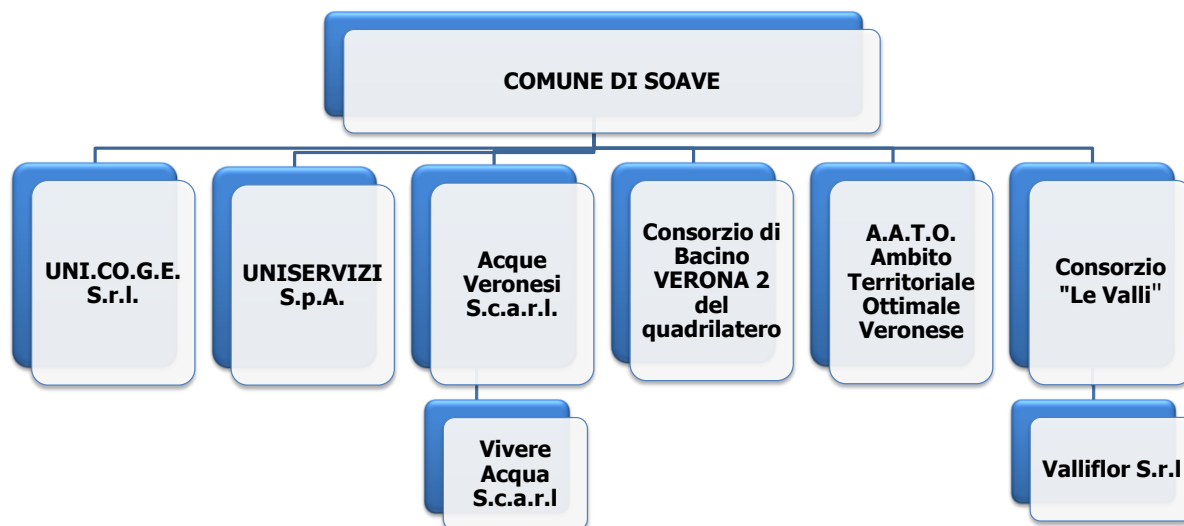 COMUNE DI SOAVE
UNI.CO.G.E.
S.r.l.
UNISERVIZI
S.p.A.
Acque
Veronesi
S.c.a.r.l.
Consorzio di
Bacino
VERONA 2
del
quadrilatero
A.A.T.O.
Ambito
Territoriale
Ottimale
Veronese
Consorzio
"Le Valli"
Vivere
Acqua
S.c.a.r.l
Valliflor S.r.l